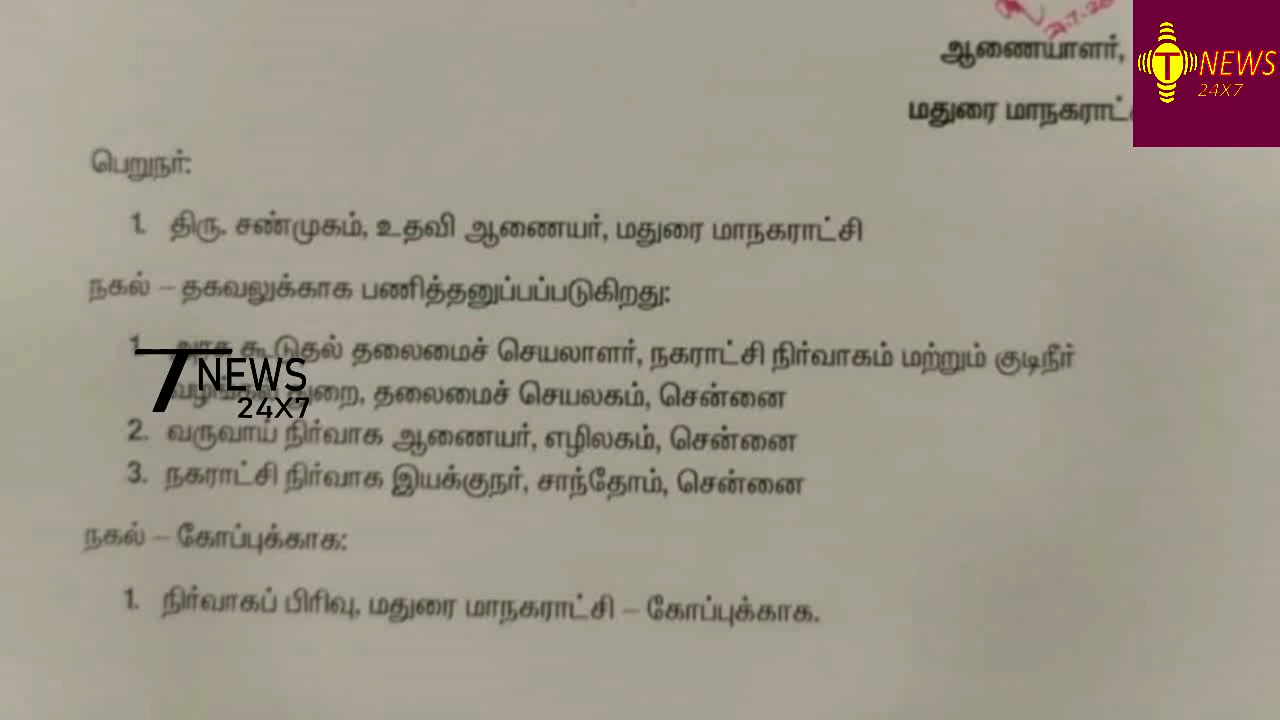 ஆணையாளர்,
மதுரை மாநகராட்
T NEWS
24X7
பெறுநர்:
1. திரு. சண்முகம், உதவி ஆணையர், மதுரை மாநகராட்சி
நகல் – தகவலுக்காக பணித்தனுப்பப்படுகிறது:
1. கூடுதல் தலைமைச் செயலாளர், நகராட்சி நிர்வாகம் மற்றும் குடிநீர்
தலைமைச் செயலகம், சென்னை
T NEWS
24X7
2. வருவாய் நிர்வாக ஆணையர், எழிலகம், சென்னை
3. நகராட்சி நிர்வாக இயக்குநர், சாந்தோம், சென்னை
நகல் – கோப்புக்காக:
1. நிர்வாகப் பிரிவு, மதுரை மாநகராட்சி – கோப்புக்காக.